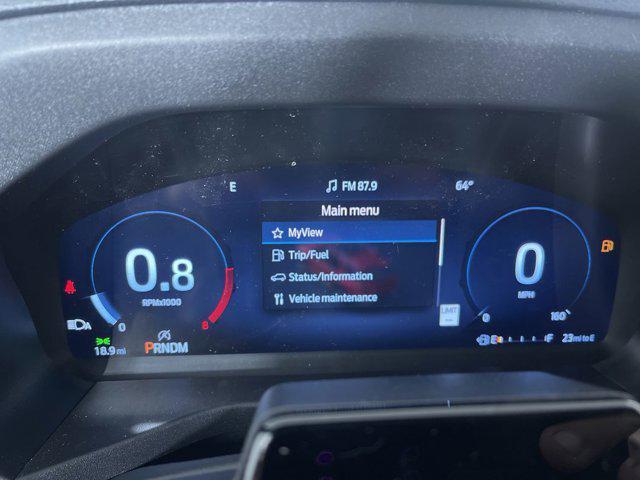 E FM 87.9 64°
Main menu
MyView
Trip/Fuel
Status/Information
Vehicle maintenance
0.8
RPMx1000
0 8
A
18.9 mi
PRNDM
0
MPH
0 160
LIMIT
E F 23 mi to E